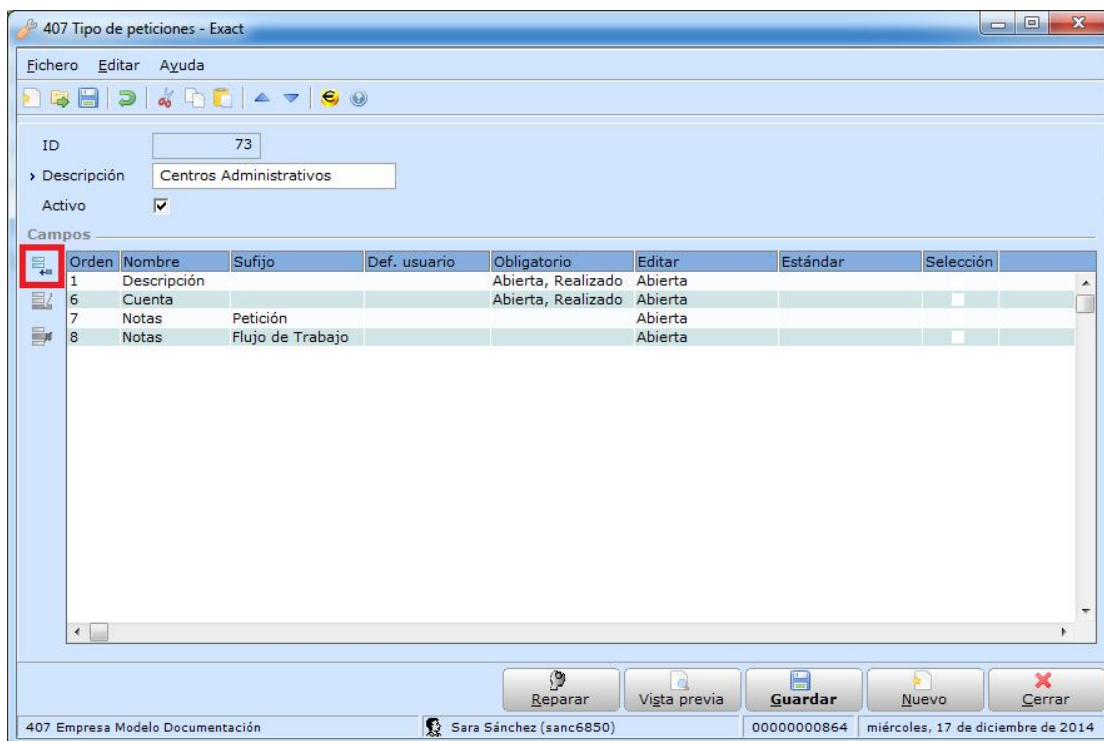 407 Tipo de peticiones - Exact
Fichero Editar Ayuda
ID 73
Descripción Centros Administrativos
Activo
Campos
Orden Nombre Sufijo Def. usuario Obligatorio Editar Estándar Selección
1 Descripción Abierta, Realizado Abierta
6 Cuenta Abierta, Realizado Abierta
7 Notas Petición Abierta
8 Notas Flujo de Trabajo Abierta
Reparar Vista previa Guardar Nuevo Cerrar
407 Empresa Modelo Documentación Sara Sánchez (sanc6850) 00000000864 miércoles, 17 de diciembre de 2014